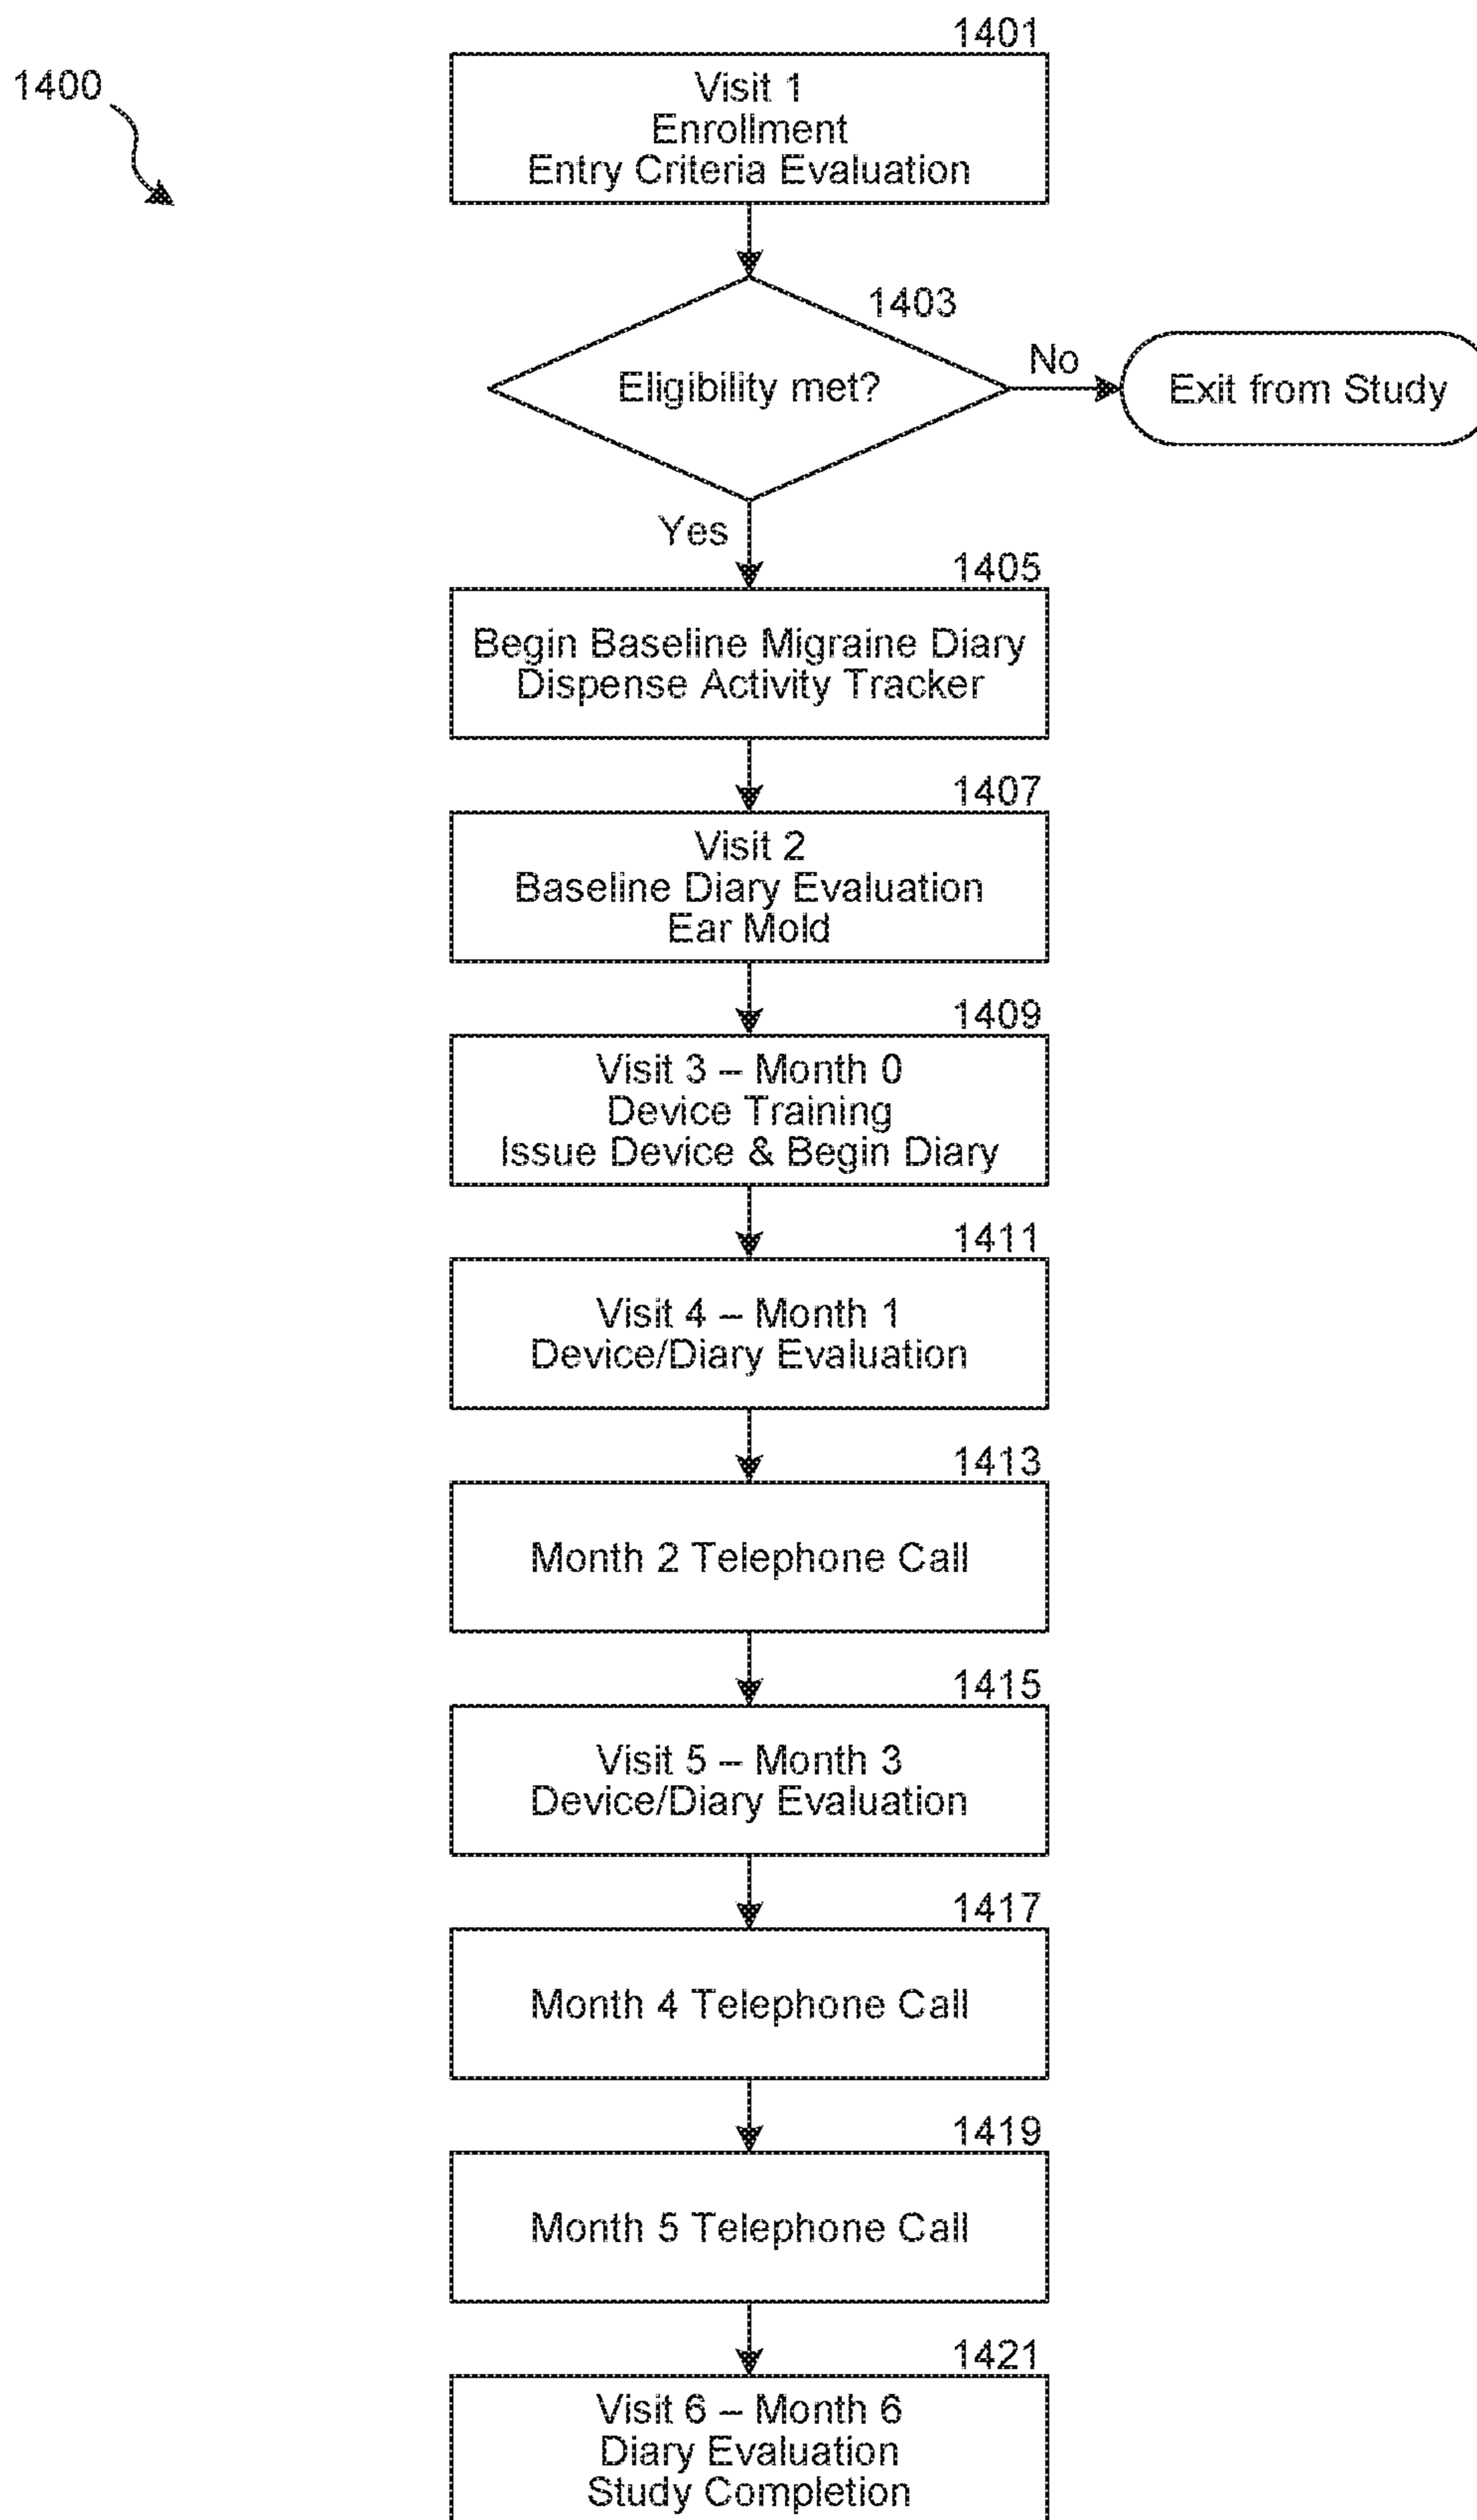 1400
1401
Visit 1
Enrollment
Entry Criteria Evaluation
1403
Eligibility met?
No
Exit from Study
Yes
1405
Begin Baseline Migraine Diary
Dispense Activity Tracker
1407
Visit 2
Baseline Diary Evaluation
Ear Mold
1409
Visit 3 – Month 0
Device Training
Issue Device & Begin Diary
1411
Visit 4 – Month 1
Device/Diary Evaluation
1413
Month 2 Telephone Call
1415
Visit 5 – Month 3
Device/Diary Evaluation
1417
Month 4 Telephone Call
1419
Month 5 Telephone Call
1421
Visit 6 – Month 6
Diary Evaluation
Study Completion